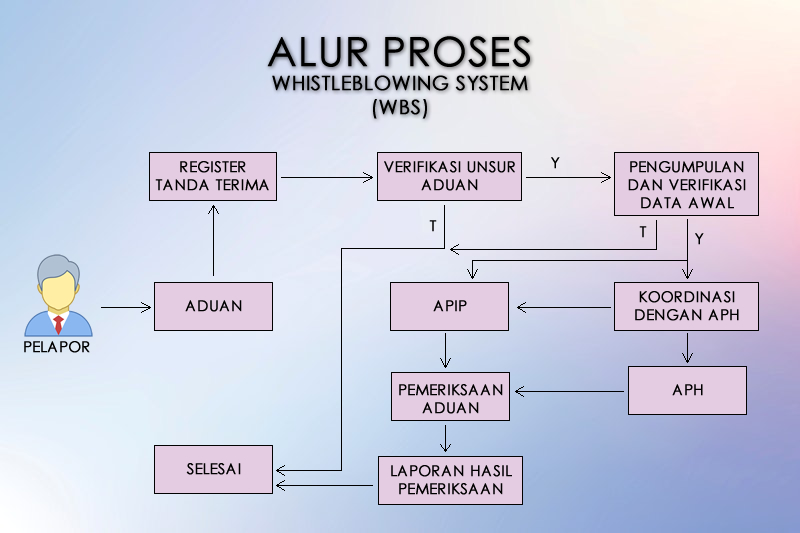 ALUR PROSES
WHISTLEBLOWING SYSTEM
(WBS)
REGISTER
TANDA TERIMA
VERIFIKASI UNSUR
ADUAN
Y
PENGUMPULAN
DAN VERIFIKASI
DATA AWAL
T
T
Y
PELAPOR
ADUAN
APIP
KOORDINASI
DENGAN APH
PEMERIKSAAN
ADUAN
APH
SELESAI
LAPORAN HASIL
PEMERIKSAAN